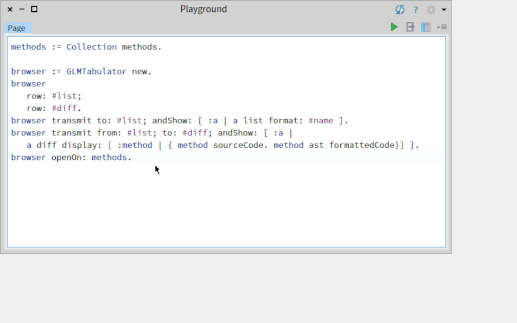 Playground
?
Page
methods := Collection methods.
browser := GLMTabulator new.
browser
row: #list;
row: #diff.
browser transmit to: #list; andShow: [ :a | a list format: #name ].
browser transmit from: #list; to: #diff; andShow: [ :a |
a diff display: [ :method | { method sourceCode. method ast formattedCode}] ].
browser openOn: methods.